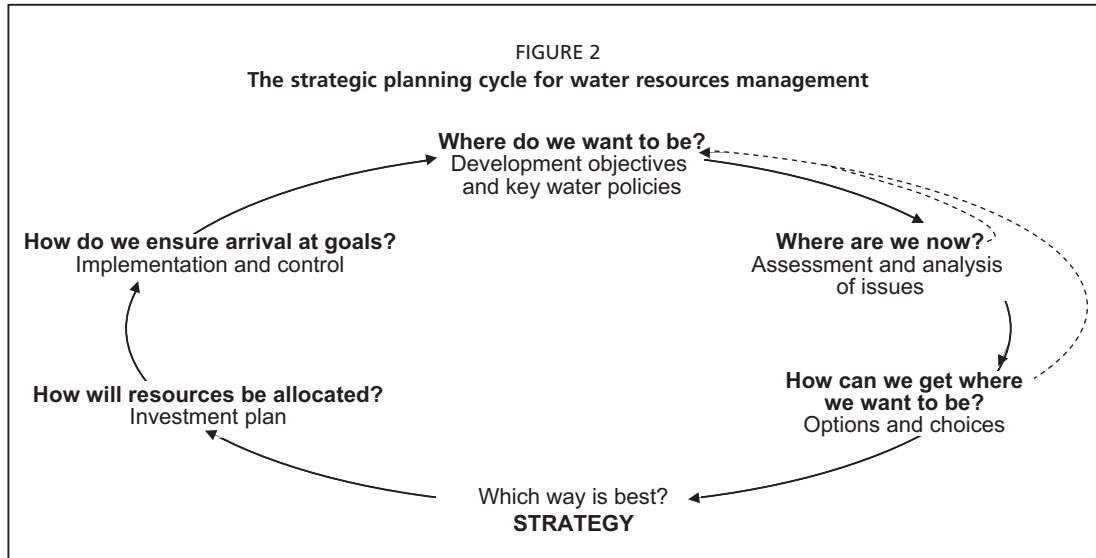 FIGURE 2
The strategic planning cycle for water resources management
Where do we want to be?
Development objectives
and key water policies
Where are we now?
Assessment and analysis
of issues
How can we get where
we want to be?
Options and choices
Which way is best?
STRATEGY
How will resources be allocated?
Investment plan
How do we ensure arrival at goals?
Implementation and control